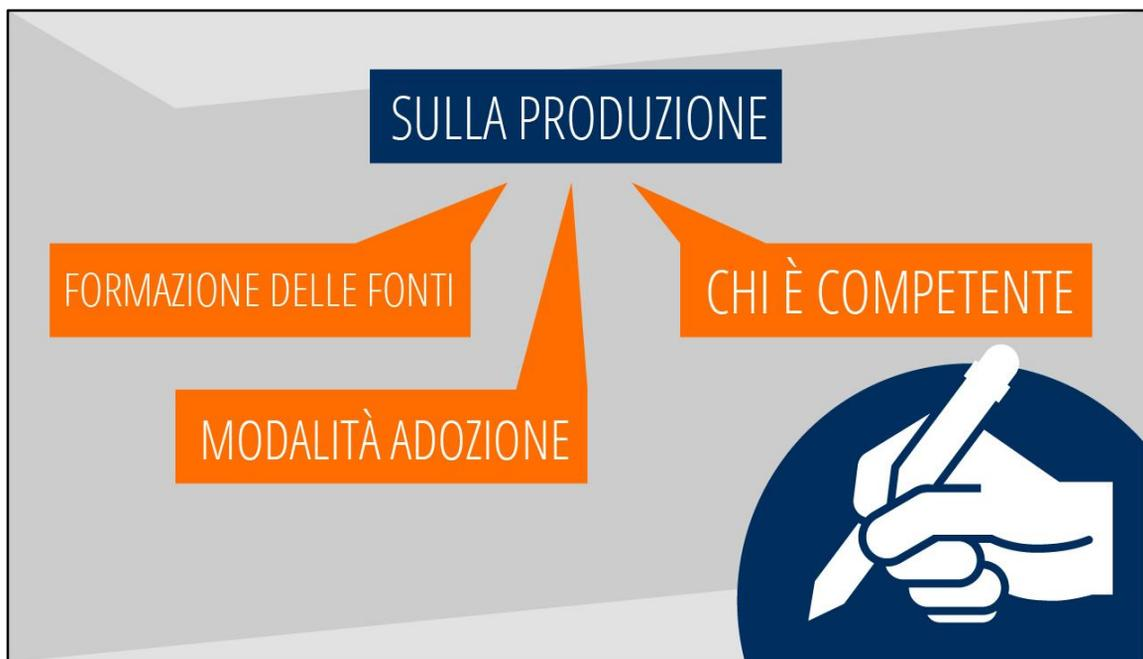 SULLA PRODUZIONE
FORMAZIONE DELLE FONTI
CHI È COMPETENTE
MODALITÀ ADOZIONE